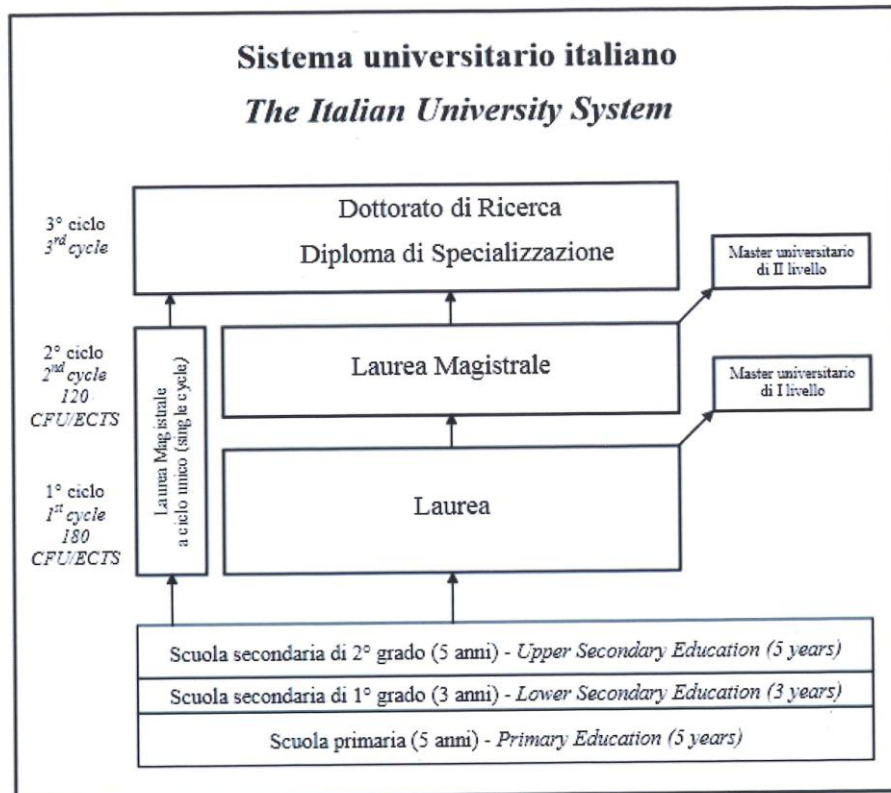 Sistema universitario italiano
The Italian University System
3° ciclo
3rd cycle
Dottorato di Ricerca
Diploma di Specializzazione
Master universitario
di II livello
2° ciclo
2nd cycle
120
CFU/ECTS
Laurea Magistrale
a ciclo unico (single cycle)
Laurea Magistrale
Master universitario
di I livello
1° ciclo
1st cycle
180
CFU/ECTS
Laurea
Scuola secondaria di 2° grado (5 anni) - Upper Secondary Education (5 years)
Scuola secondaria di 1° grado (3 anni) - Lower Secondary Education (3 years)
Scuola primaria (5 anni) - Primary Education (5 years)